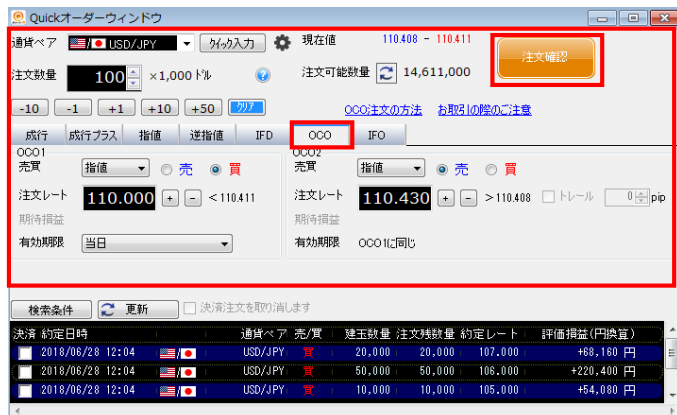 Quickオーダーウィンドウ
通貨ペア USD/JPY クイック入力 現在値 110.408 - 110.411 注文確認
注文数量 100 ×1,000 ドル 注文可能数量 14,611,000
-10 -1 +1 +10 +50 クリア OCO注文の方法 お取引の際のご注意
成行 成行プラス 指値 逆指値 IFD OCO IFO
OCO1 OCO2
売買 指値 売 買 売買 指値 売 買
注文レート 110.000 + - < 110.411 注文レート 110.430 + - > 110.408 トレール 0 pip
期待損益 期待損益
有効期限 当日 有効期限 OCO1に同じ
検索条件 更新 決済注文を取り消します
決済 約定日時 通貨ペア 売/買 建玉数量 注文残数量 約定レート 評価損益(円換算)
2018/06/28 12:04 USD/JPY 買 20,000 20,000 107.000 +68,160 円
2018/06/28 12:04 USD/JPY 買 50,000 50,000 106.000 +220,400 円
2018/06/28 12:04 USD/JPY 買 10,000 10,000 105.000 +54,080 円